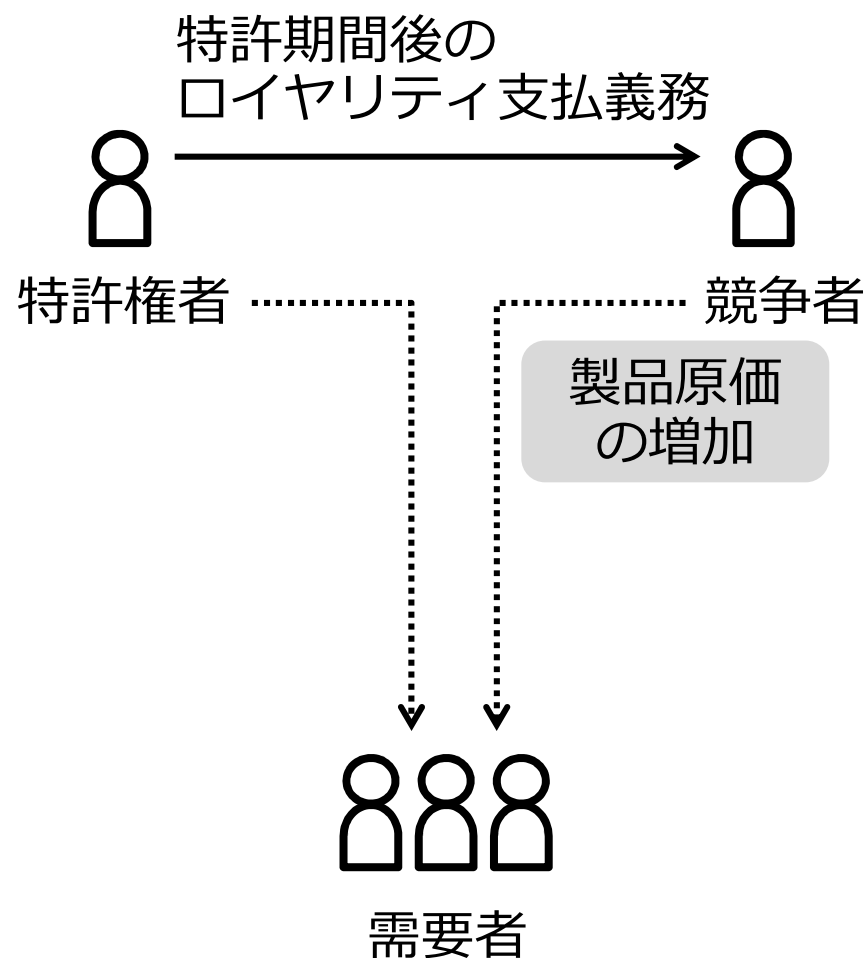 特許期間後の
ロイヤリティ支払義務
特許権者
競争者
製品原価
の増加
需要者